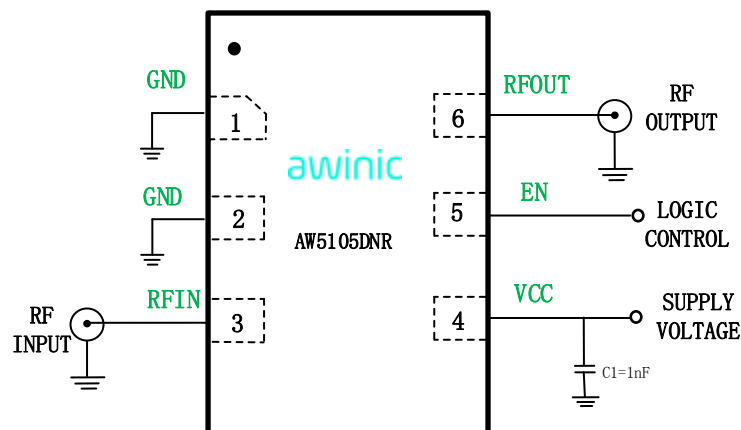 GND
RFOUT
RF
OUTPUT
1
6
awinic
GND
EN
2
5
LOGIC
CONTROL
AW5105DNR
RFIN
VCC
RF
INPUT
3
4
SUPPLY
VOLTAGE
C1=1nF